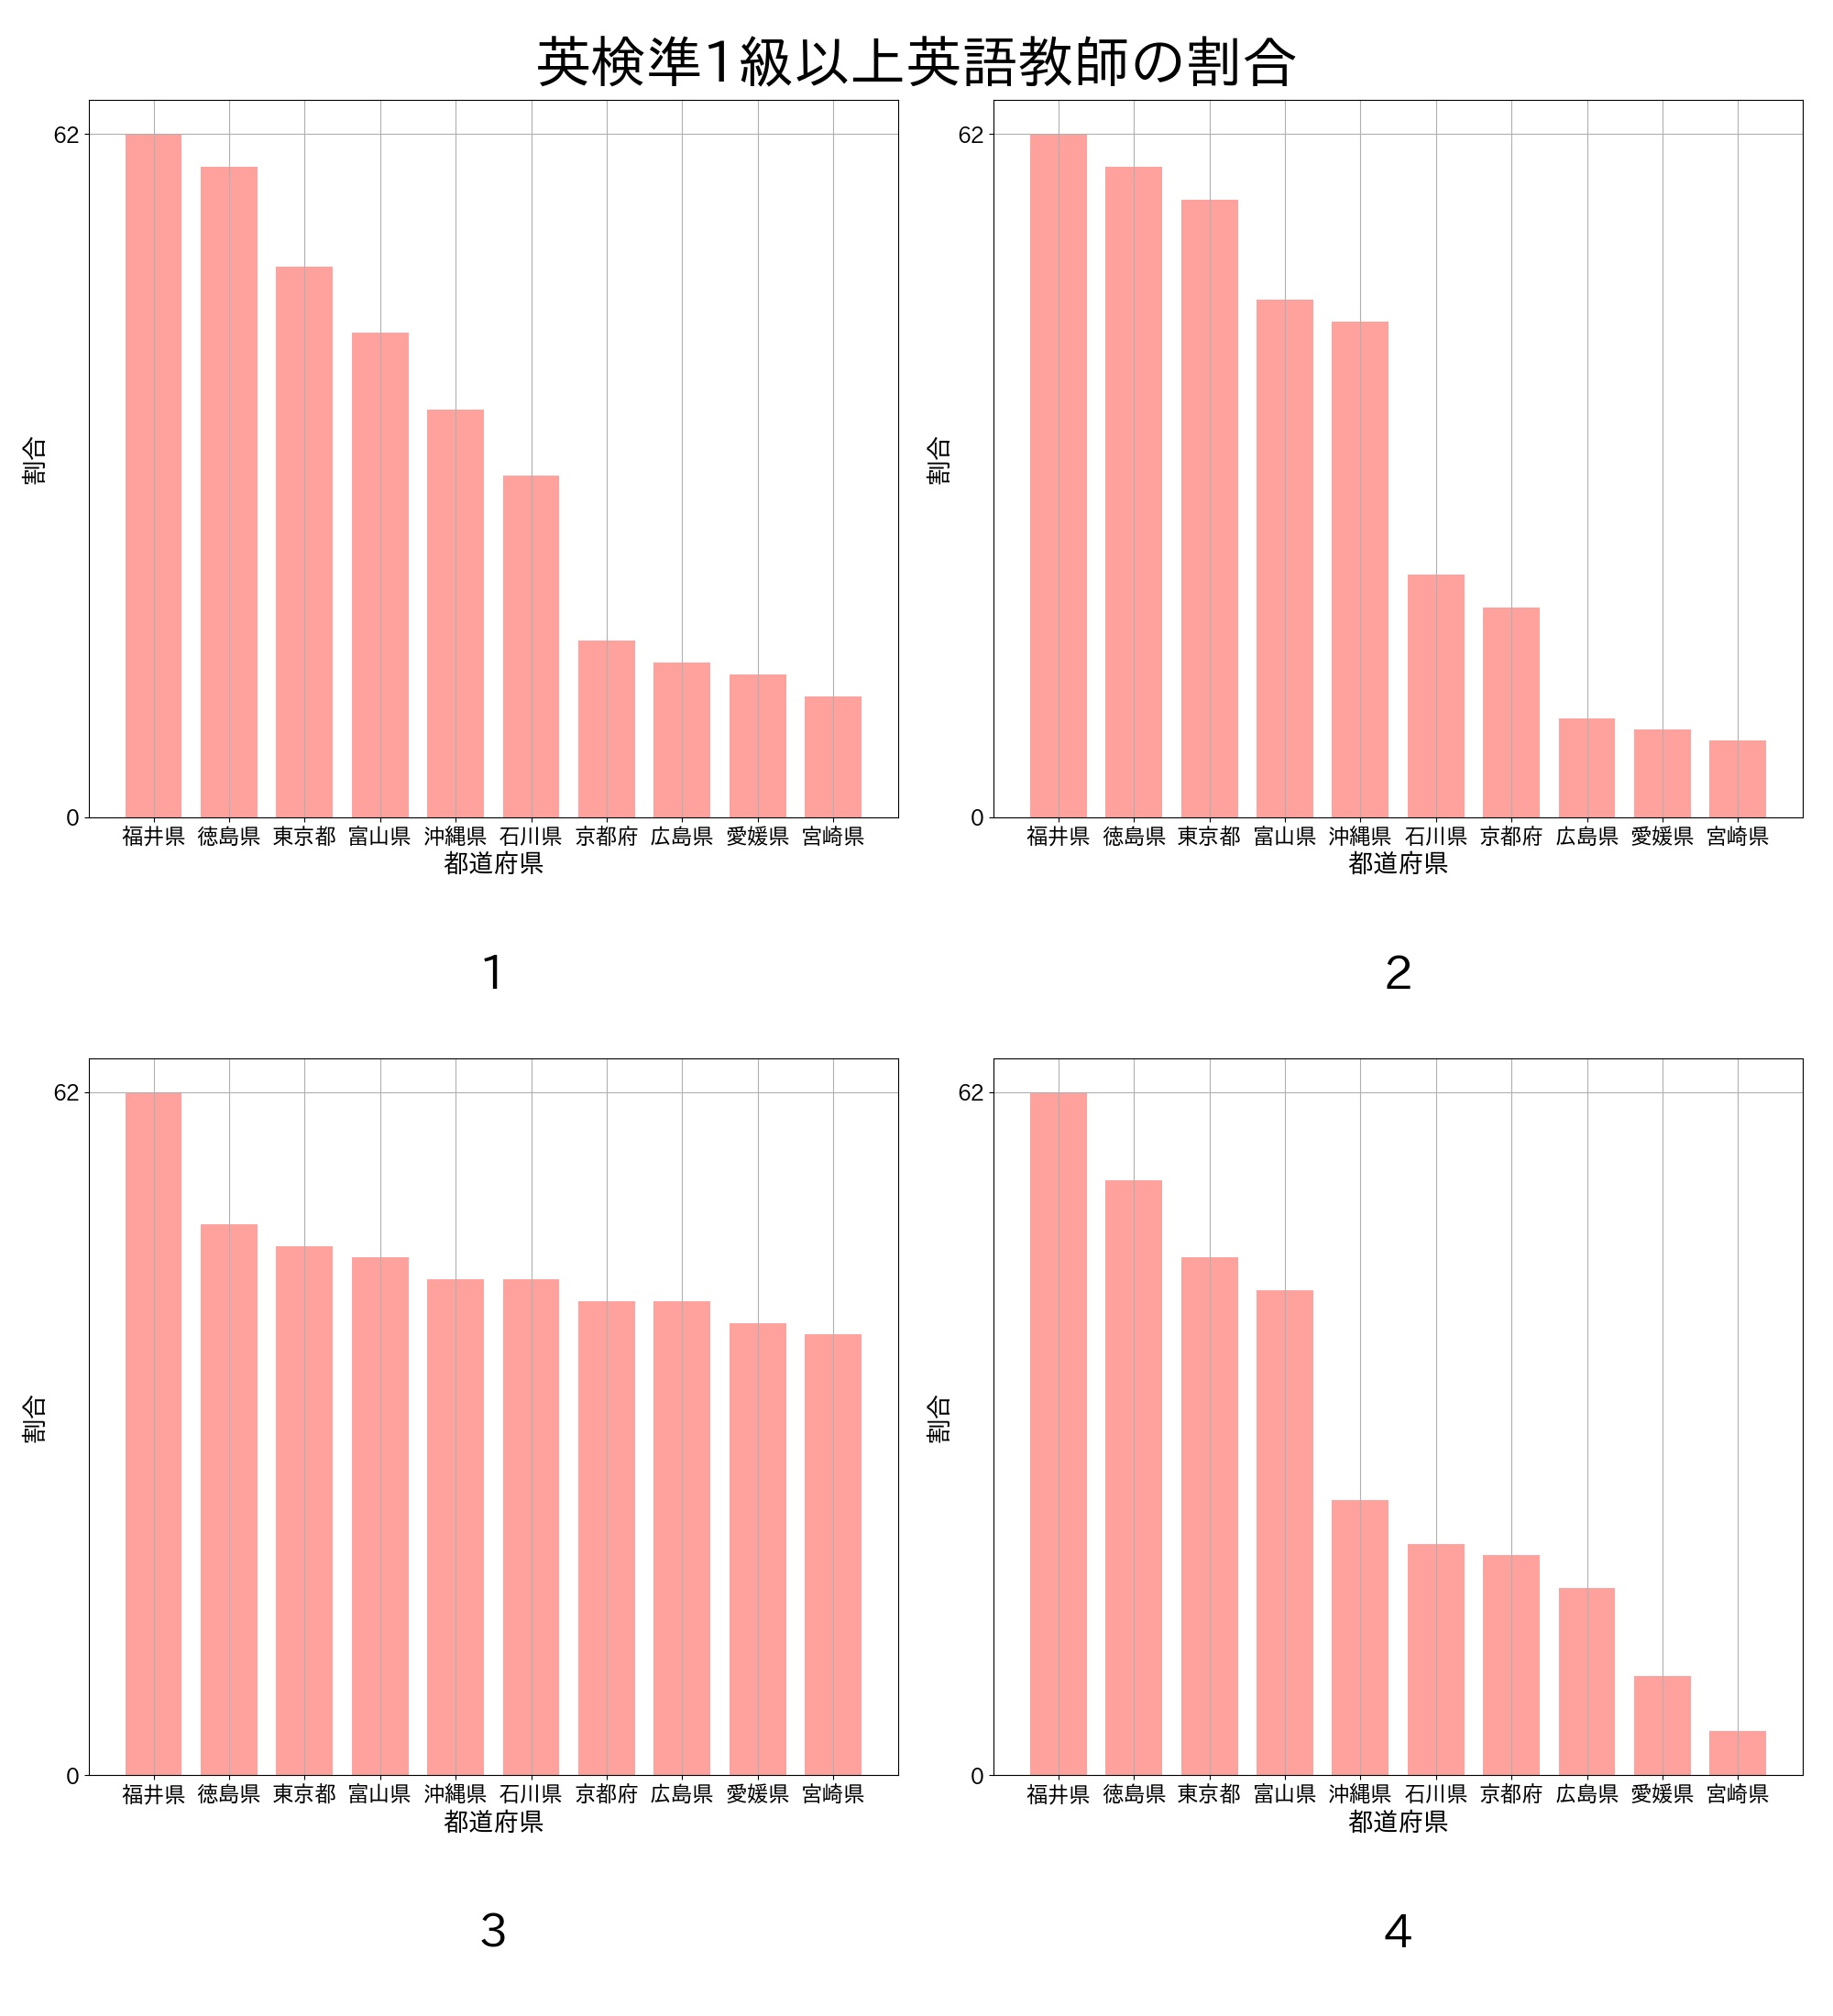 英検準1級以上英語教師の割合
62
0
割合
福井県 徳島県 東京都 富山県 沖縄県 石川県 京都府 広島県 愛媛県 宮崎県
都道府県
1
62
0
割合
福井県 徳島県 東京都 富山県 沖縄県 石川県 京都府 広島県 愛媛県 宮崎県
都道府県
2
62
0
割合
福井県 徳島県 東京都 富山県 沖縄県 石川県 京都府 広島県 愛媛県 宮崎県
都道府県
3
62
0
割合
福井県 徳島県 東京都 富山県 沖縄県 石川県 京都府 広島県 愛媛県 宮崎県
都道府県
4